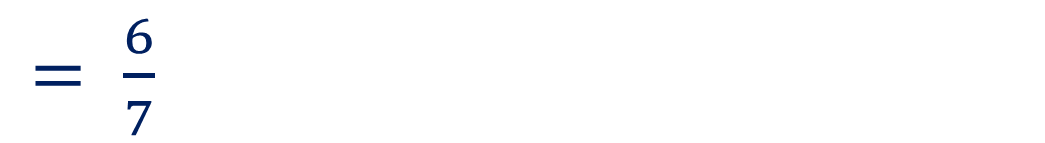 = 6/7